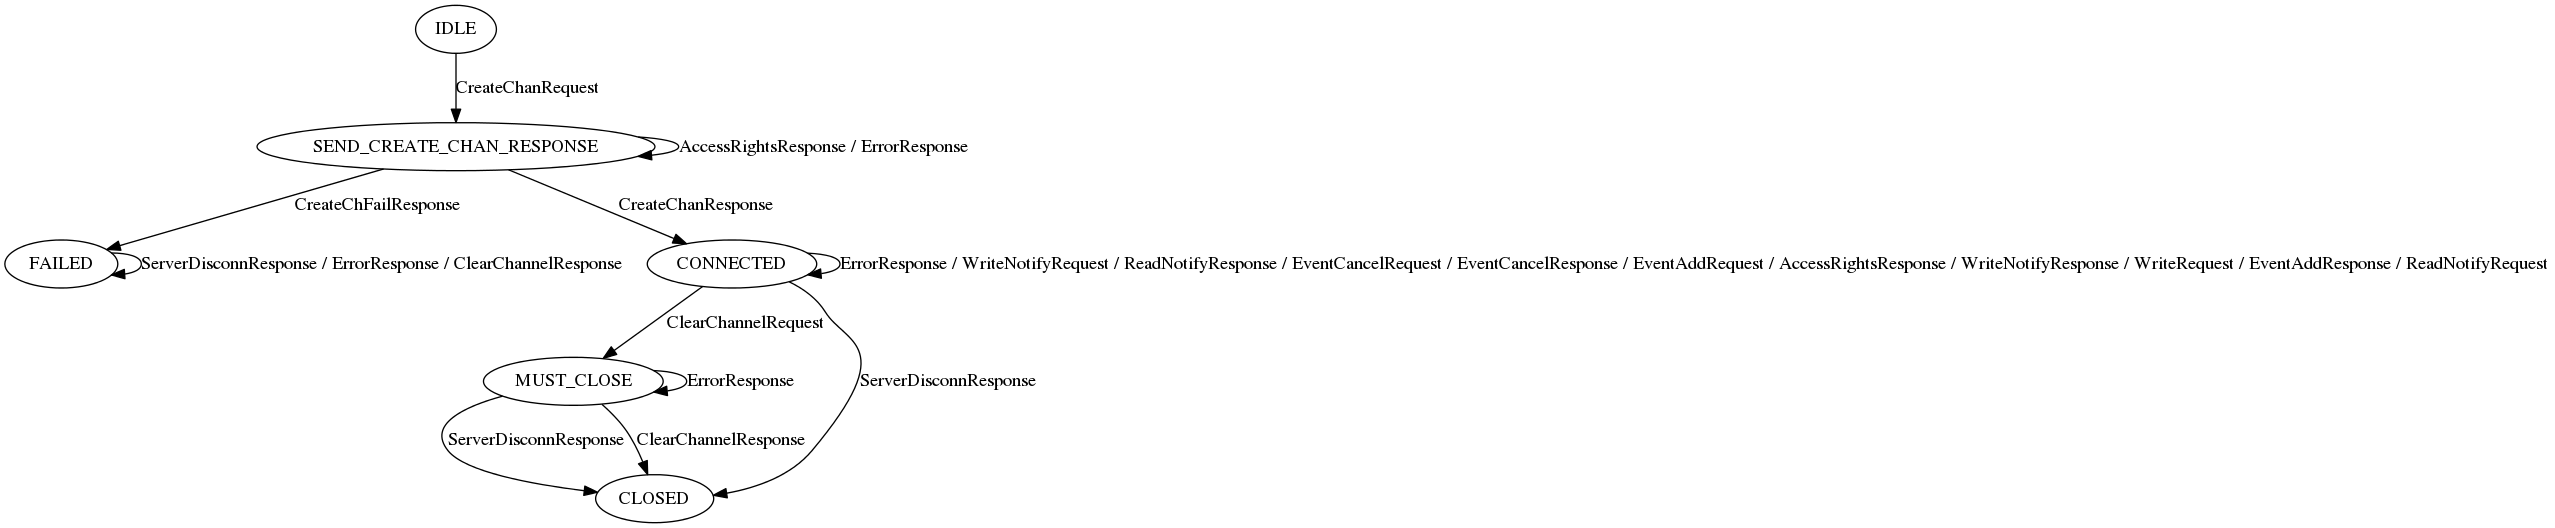 IDLE
CreateChanRequest
SEND_CREATE_CHAN_RESPONSE
AccessRightsResponse / ErrorResponse
CreateChFailResponse
CreateChanResponse
FAILED
ServerDisconnResponse / ErrorResponse / ClearChannelResponse
CONNECTED
ErrorResponse / WriteNotifyRequest / ReadNotifyResponse / EventCancelRequest / EventCancelResponse / EventAddRequest / AccessRightsResponse / WriteNotifyResponse / WriteRequest / EventAddResponse / ReadNotifyRequest
ClearChannelRequest
MUST_CLOSE
ErrorResponse
ServerDisconnResponse
ServerDisconnResponse
ClearChannelResponse
CLOSED